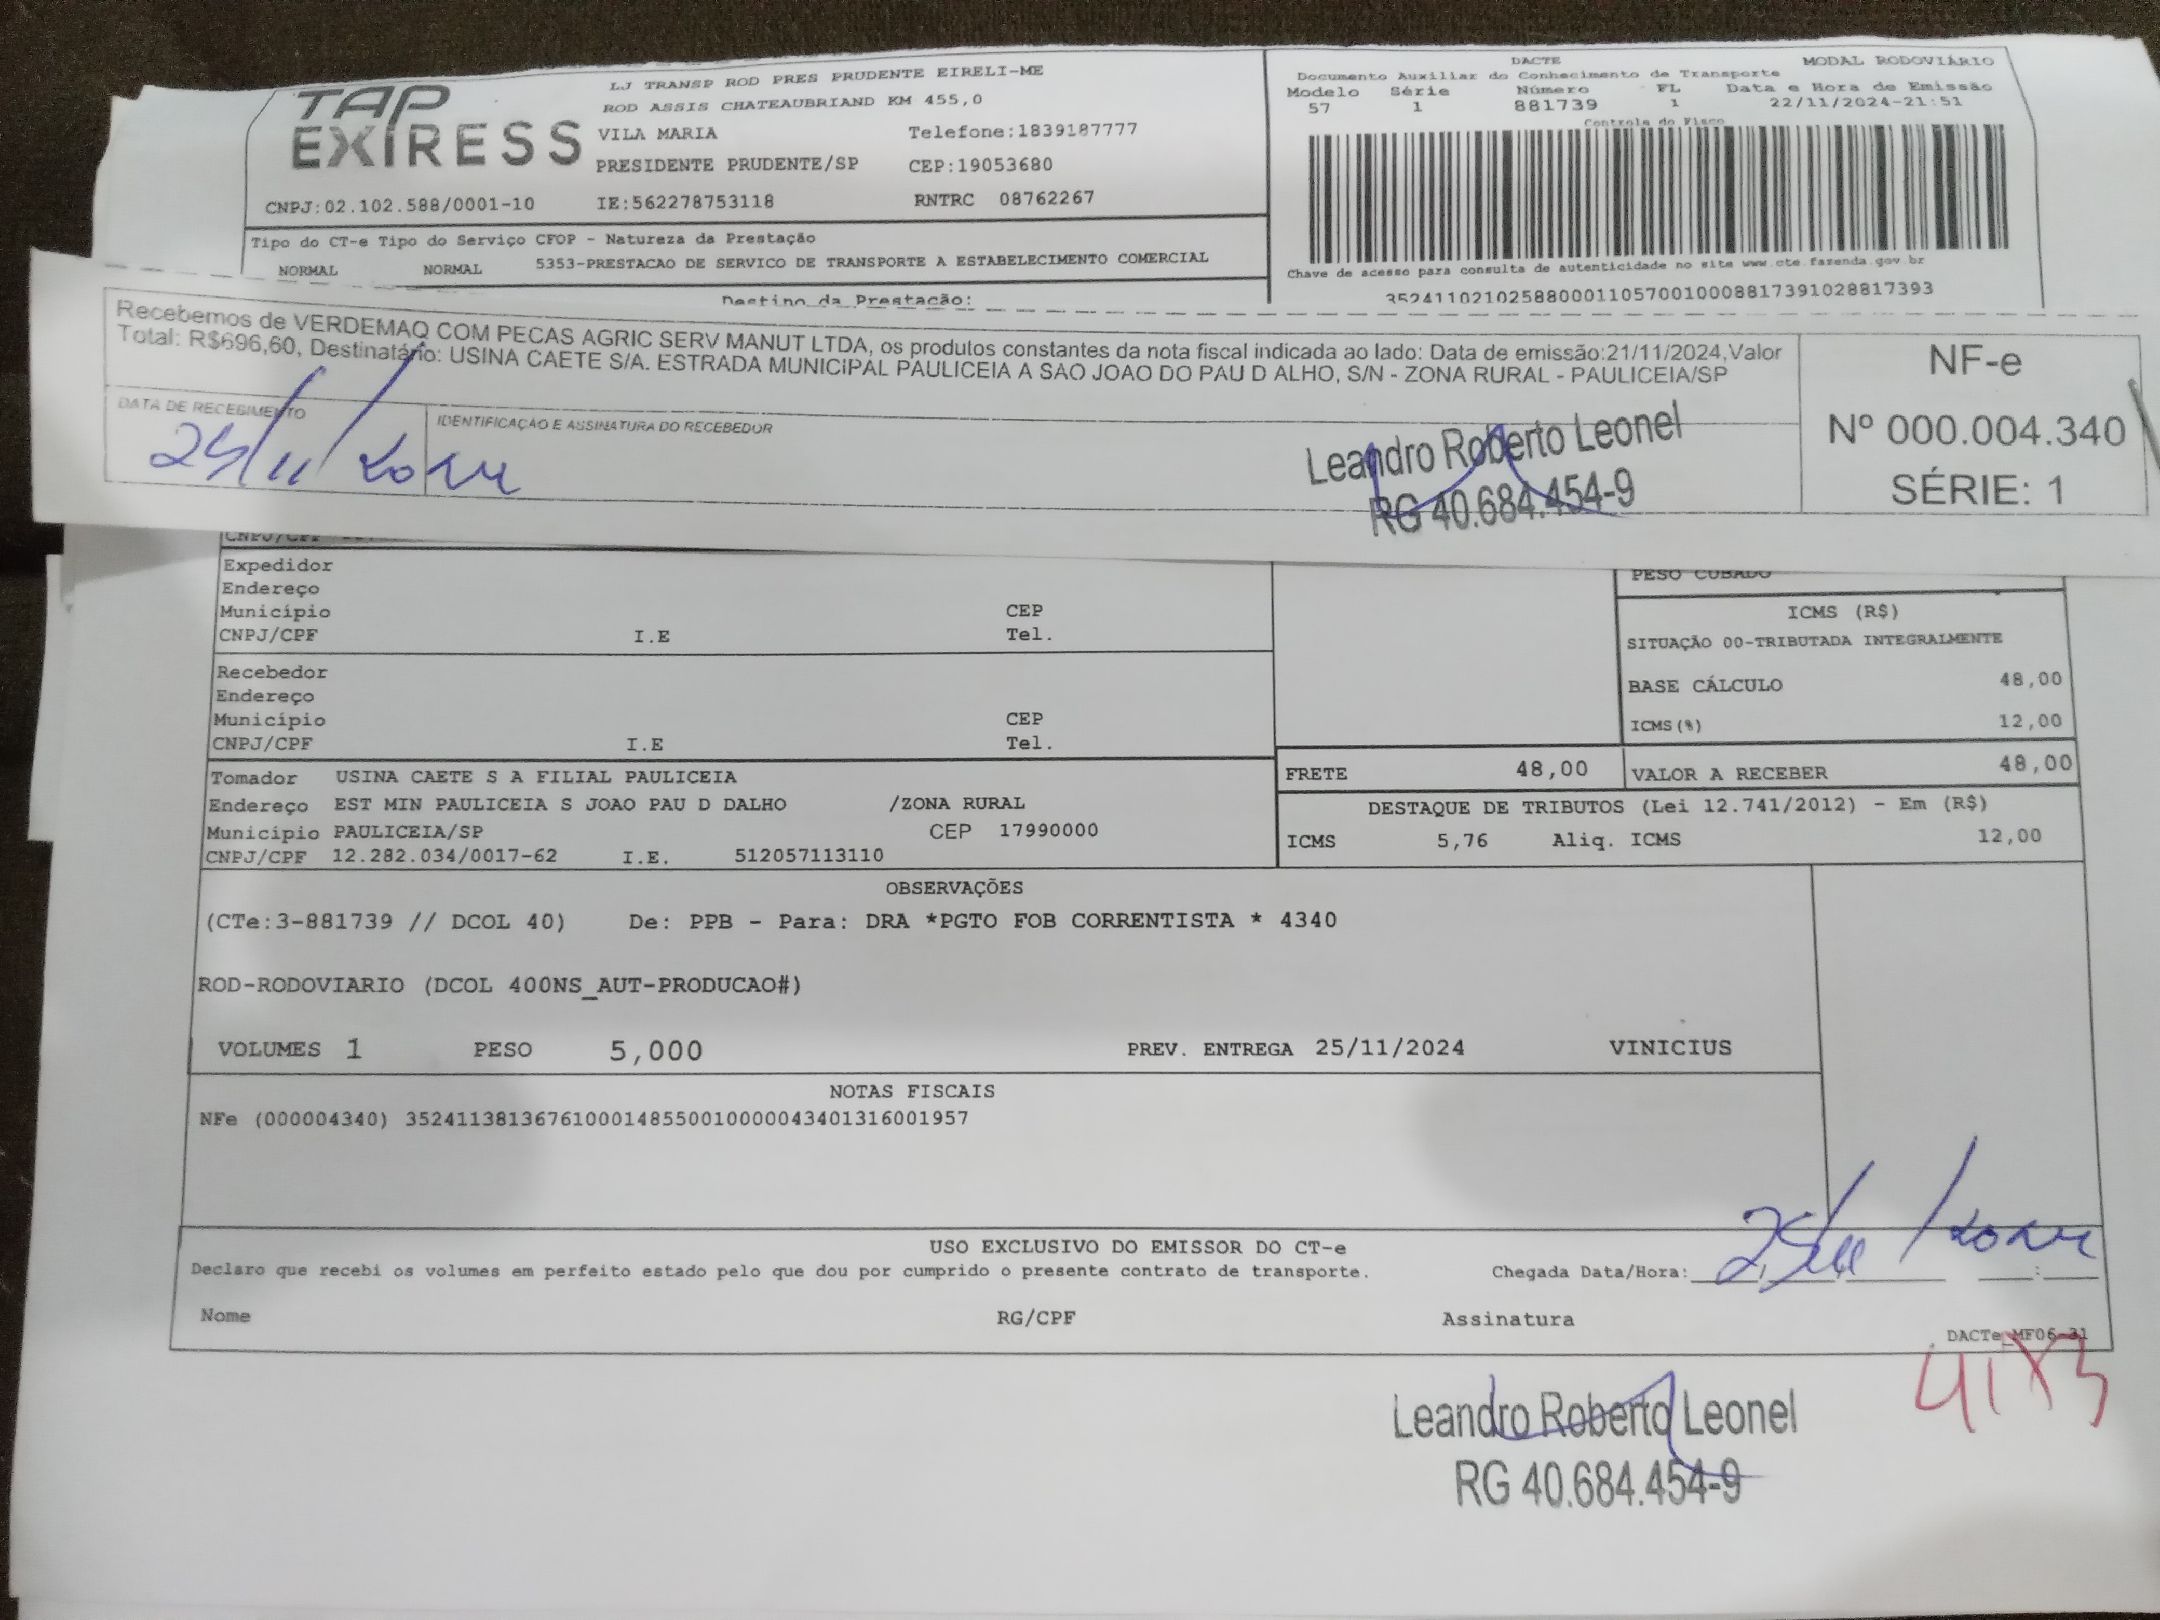 TAP EXPRESS
LJ TRANSP ROD PRES PRUDENTE EIRELI-ME
ROD ASSIS CHATEAUBRIAND KM 455,0
VILA MARIA Telefone:1839187777
PRESIDENTE PRUDENTE/SP CEP:19053680
CNPJ:02.102.588/0001-10 IE:562278753118 RNTRC 08762267
DACTE MODAL RODOVIÁRIO
Documento Auxiliar do Conhecimento de Transporte
Modelo Série Número FL Data e Hora de Emissão
57 1 881739 1 22/11/2024-21:51
Controle do Fisco
Tipo do CT-e Tipo do Serviço CFOP - Natureza da Prestação
NORMAL NORMAL 5353-PRESTACAO DE SERVICO DE TRANSPORTE A ESTABELECIMENTO COMERCIAL
Chave de acesso para consulta de autenticidade no site www.cte.fazenda.gov.br
35241102102588000110570010008817391028817393
Destino da Prestação:
Recebemos de VERDEMAQ COM PECAS AGRIC SERV MANUT LTDA, os produtos constantes da nota fiscal indicada ao lado: Data de emissão:21/11/2024,Valor
Total: R$696,60, Destinatário: USINA CAETE S/A. ESTRADA MUNICIPAL PAULICEIA A SAO JOAO DO PAU D ALHO, S/N - ZONA RURAL - PAULICEIA/SP
NF-e
Nº 000.004.340
SÉRIE: 1
DATA DE RECEBIMENTO IDENTIFICAÇÃO E ASSINATURA DO RECEBEDOR
25/11/2024
Leandro Roberto Leonel
RG 40.684.454-9
CNPJ/CPF
Expedidor
Endereço
Município CEP
CNPJ/CPF I.E Tel.
Recebedor
Endereço
Município CEP
CNPJ/CPF I.E Tel.
PESO CUBADO
ICMS (R$)
SITUAÇÃO 00-TRIBUTADA INTEGRALMENTE
BASE CÁLCULO 48,00
ICMS(%) 12,00
FRETE 48,00 VALOR A RECEBER 48,00
Tomador USINA CAETE S A FILIAL PAULICEIA
Endereço EST MIN PAULICEIA S JOAO PAU D DALHO /ZONA RURAL
Município PAULICEIA/SP CEP 17990000
CNPJ/CPF 12.282.034/0017-62 I.E. 512057113110
DESTAQUE DE TRIBUTOS (Lei 12.741/2012) - Em (R$)
ICMS 5,76 Aliq. ICMS 12,00
OBSERVAÇÕES
(CTe:3-881739 // DCOL 40) De: PPB - Para: DRA *PGTO FOB CORRENTISTA * 4340
ROD-RODOVIARIO (DCOL 400NS_AUT-PRODUCAO#)
VOLUMES 1 PESO 5,000 PREV. ENTREGA 25/11/2024 VINICIUS
NOTAS FISCAIS
NFe (000004340) 35241138136761000148550010000043401316001957
USO EXCLUSIVO DO EMISSOR DO CT-e
Declaro que recebi os volumes em perfeito estado pelo que dou por cumprido o presente contrato de transporte. Chegada Data/Hora: 25/11/2024
Nome RG/CPF Assinatura
DACTe MF06-31
Leandro Roberto Leonel
RG 40.684.454-9